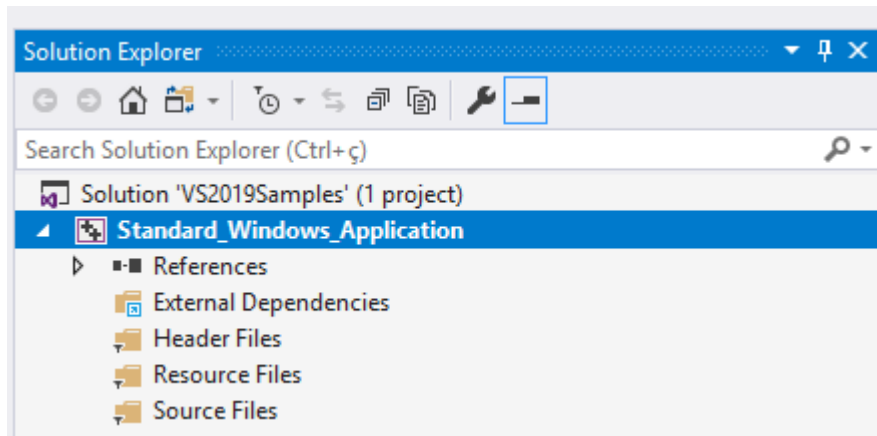 Solution Explorer
Search Solution Explorer (Ctrl+ç)
Solution 'VS2019Samples' (1 project)
Standard_Windows_Application
References
External Dependencies
Header Files
Resource Files
Source Files